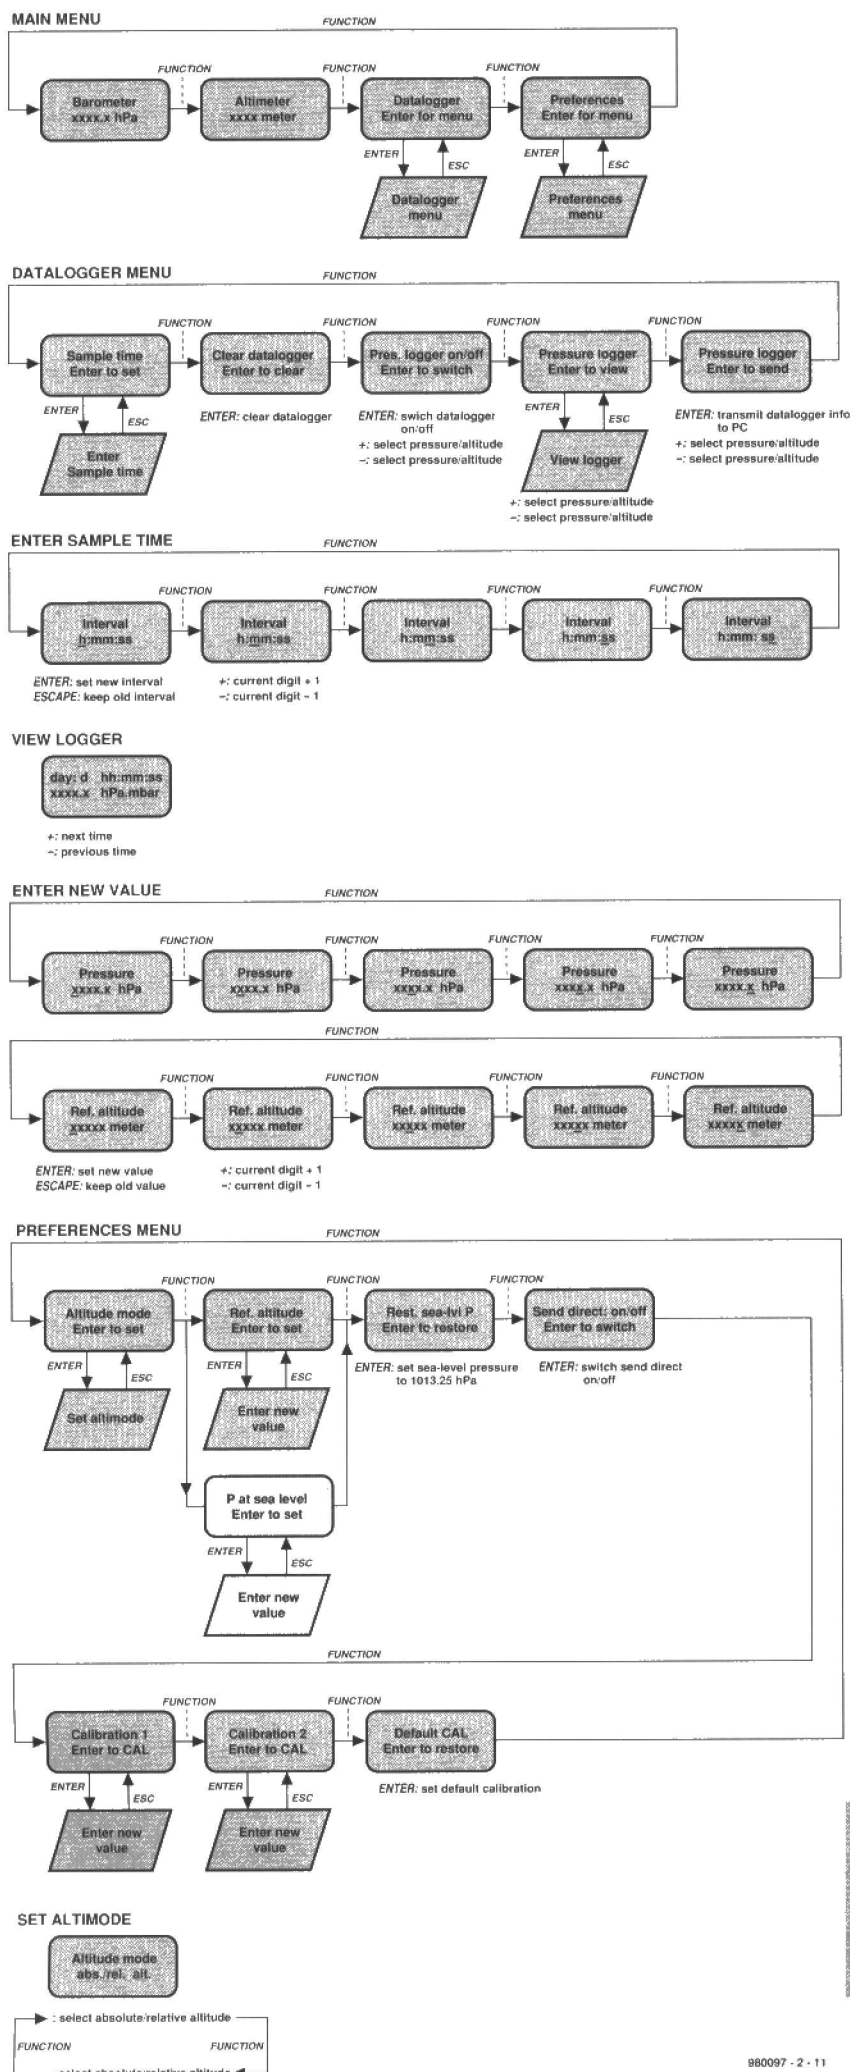 MAIN MENU
FUNCTION
FUNCTION
FUNCTION
FUNCTION
Barometer
xxxx.x hPa
Altimeter
xxxx meter
Datalogger
Enter for menu
Preferences
Enter for menu
ENTER
ESC
ENTER
ESC
Datalogger
menu
Preferences
menu
DATALOGGER MENU
FUNCTION
FUNCTION
FUNCTION
FUNCTION
FUNCTION
Sample time
Enter to set
Clear datalogger
Enter to clear
Pres. logger on/off
Enter to switch
Pressure logger
Enter to view
Pressure logger
Enter to send
ENTER
ESC
ENTER: clear datalogger
ENTER: swich datalogger
on/off
+: select pressure/altitude
–: select pressure/altitude
ENTER
ESC
ENTER: transmit datalogger info
to PC
+: select pressure/altitude
–: select pressure/altitude
Enter
Sample time
View logger
+: select pressure/altitude
–: select pressure/altitude
ENTER SAMPLE TIME
FUNCTION
FUNCTION
FUNCTION
FUNCTION
FUNCTION
Interval
h:mm:ss
Interval
h:mm:ss
Interval
h:mm:ss
Interval
h:mm:ss
Interval
h:mm: ss
ENTER: set new interval
ESCAPE: keep old interval
+: current digit + 1
–: current digit – 1
VIEW LOGGER
day: d hh:mm:ss
xxxx.x hPa.mbar
+: next time
–: previous time
ENTER NEW VALUE
FUNCTION
FUNCTION
FUNCTION
FUNCTION
FUNCTION
Pressure
xxxx.x hPa
Pressure
xxxx.x hPa
Pressure
xxxx.x hPa
Pressure
xxxx.x hPa
Pressure
xxxx.x hPa
FUNCTION
FUNCTION
FUNCTION
FUNCTION
FUNCTION
Ref. altitude
xxxxx meter
Ref. altitude
xxxxx meter
Ref. altitude
xxxxx meter
Ref. altitude
xxxxx meter
Ref. altitude
xxxxx meter
ENTER: set new value
ESCAPE: keep old value
+: current digit + 1
–: current digit – 1
PREFERENCES MENU
FUNCTION
FUNCTION
FUNCTION
FUNCTION
Altitude mode
Enter to set
Ref. altitude
Enter to set
Rest. sea-lvl P
Enter to restore
Send direct: on/off
Enter to switch
ENTER
ESC
ENTER
ESC
ENTER: set sea-level pressure
to 1013.25 hPa
ENTER: switch send direct
on/off
Set altimode
Enter new
value
P at sea level
Enter to set
ENTER
ESC
Enter new
value
FUNCTION
FUNCTION
FUNCTION
Calibration 1
Enter to CAL
Calibration 2
Enter to CAL
Default CAL
Enter to restore
ENTER
ESC
ENTER
ESC
ENTER: set default calibration
Enter new
value
Enter new
value
SET ALTIMODE
Altitude mode
abs./rel. alt.
: select absolute/relative altitude
FUNCTION
FUNCTION
: select absolute/relative altitude
980097 - 2 - 11